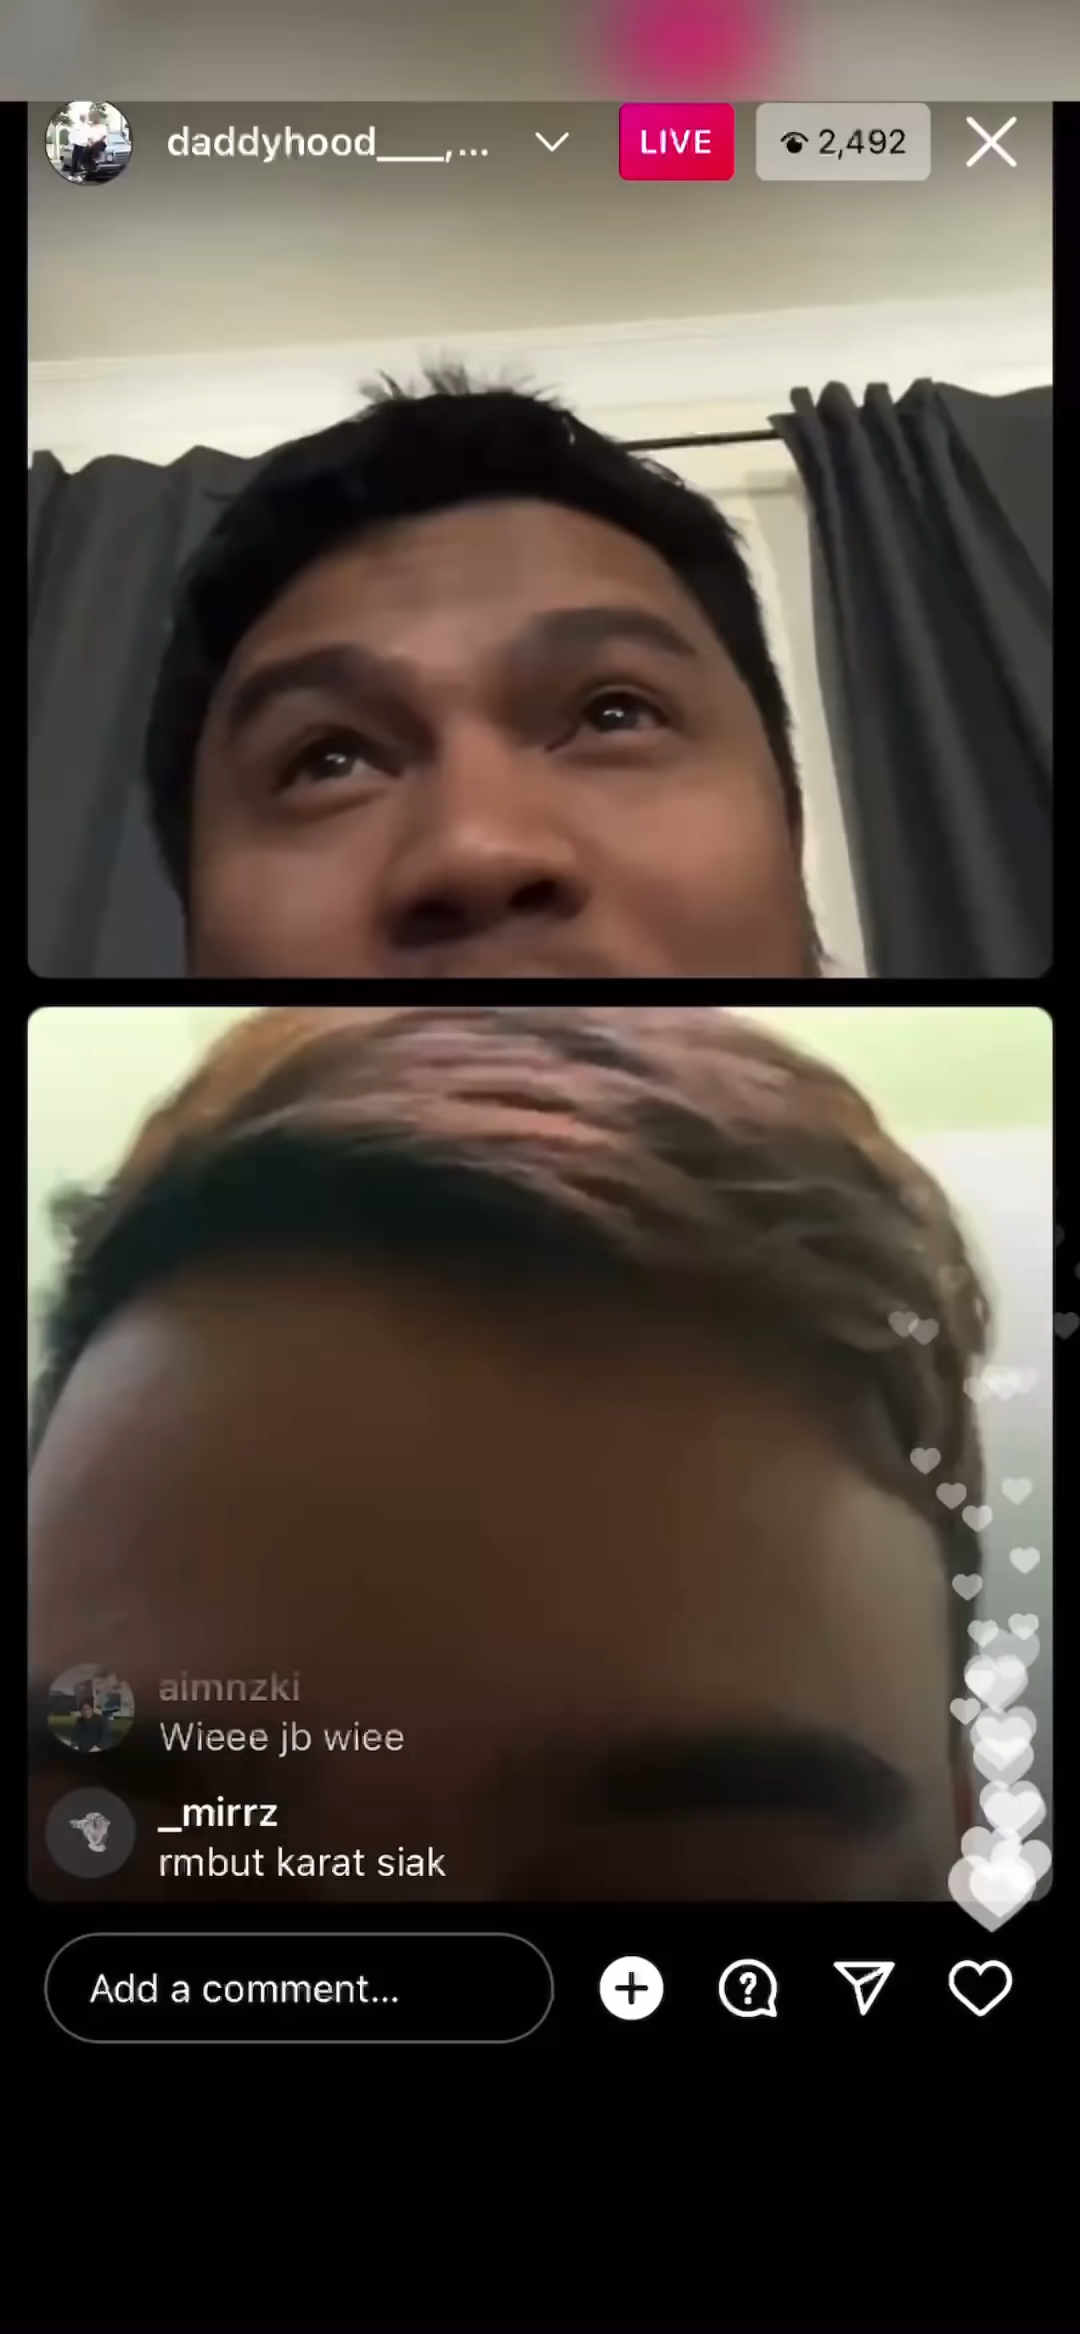 daddyhood___,...
LIVE
2,492
aimnzki
Wieee jb wiee
_mirrz
rmbut karat siak
Add a comment...